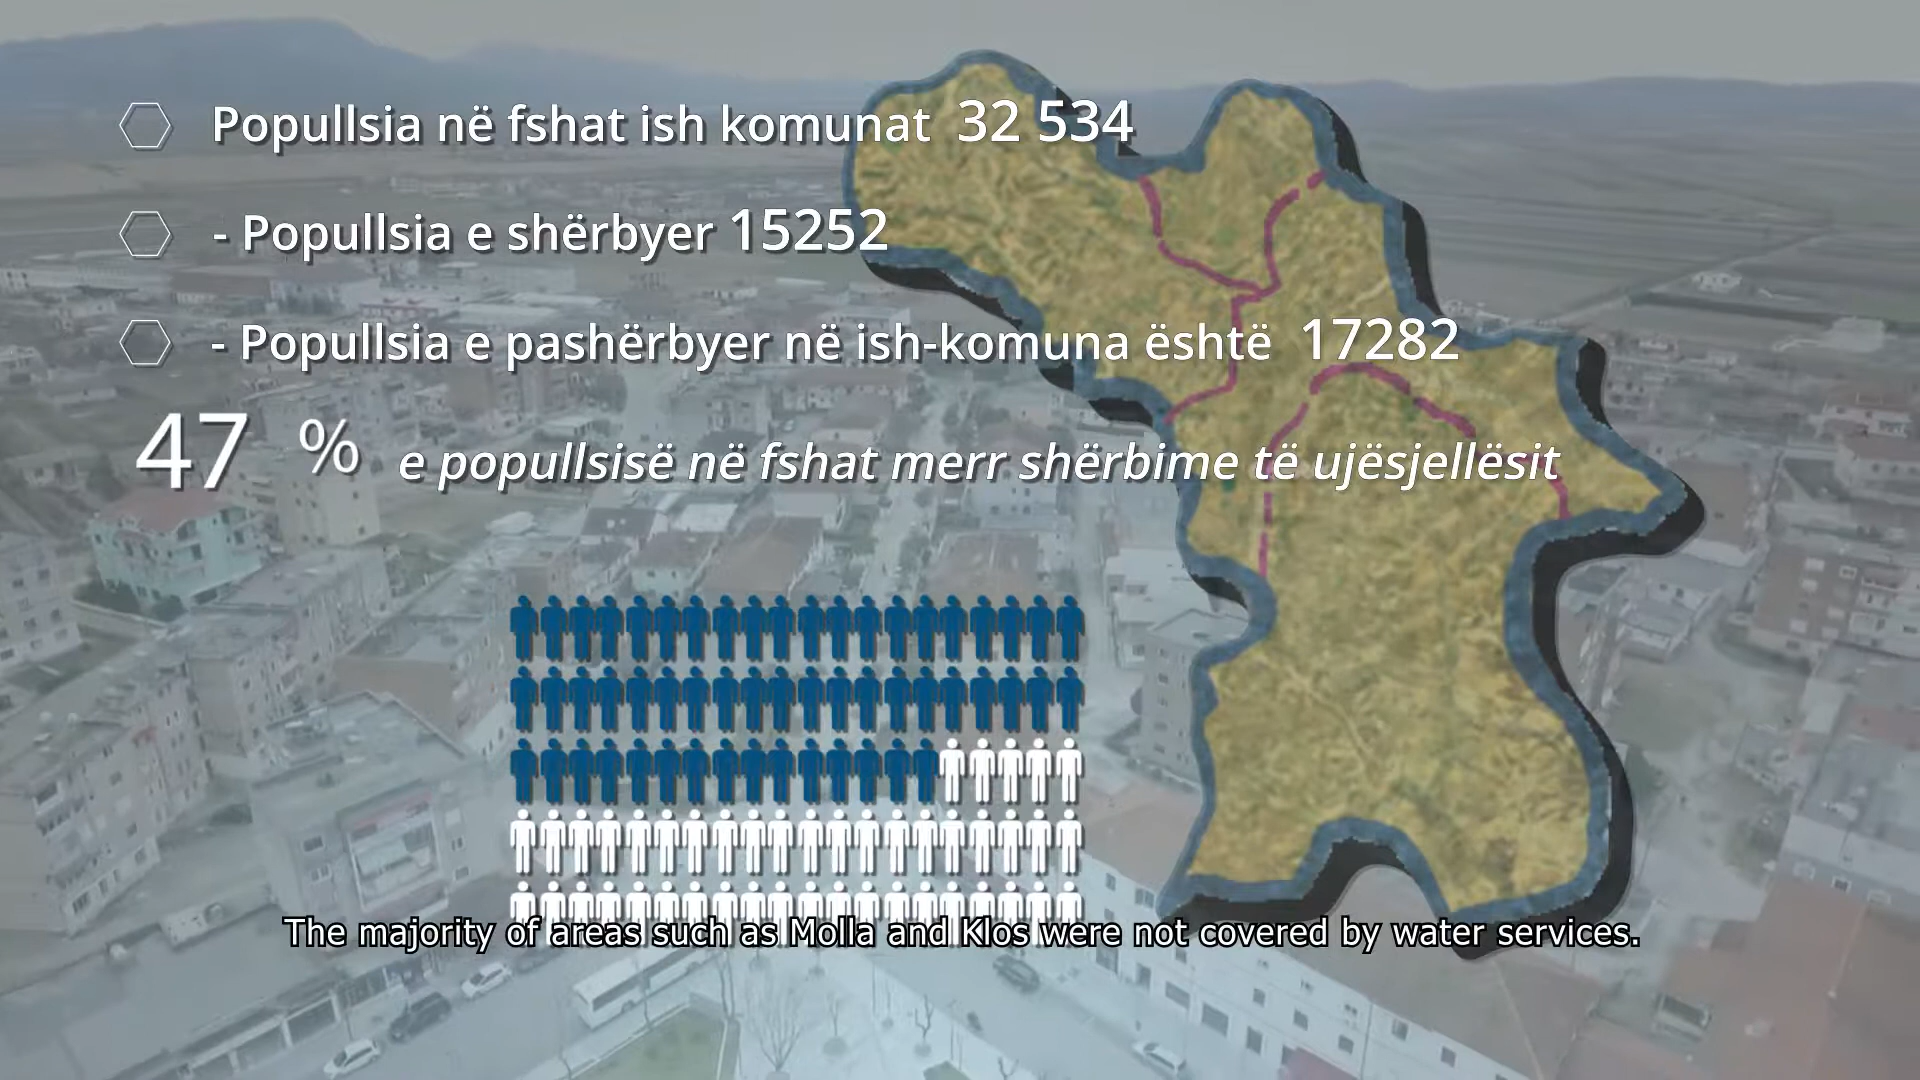 Popullsia në fshat ish komunat 32 534
- Popullsia e shërbyer 15252
- Popullsia e pashërbyer në ish-komuna është 17282
47 % e popullsisë në fshat merr shërbime të ujësjellësit
The majority of areas such as Molla and Klos were not covered by water services.